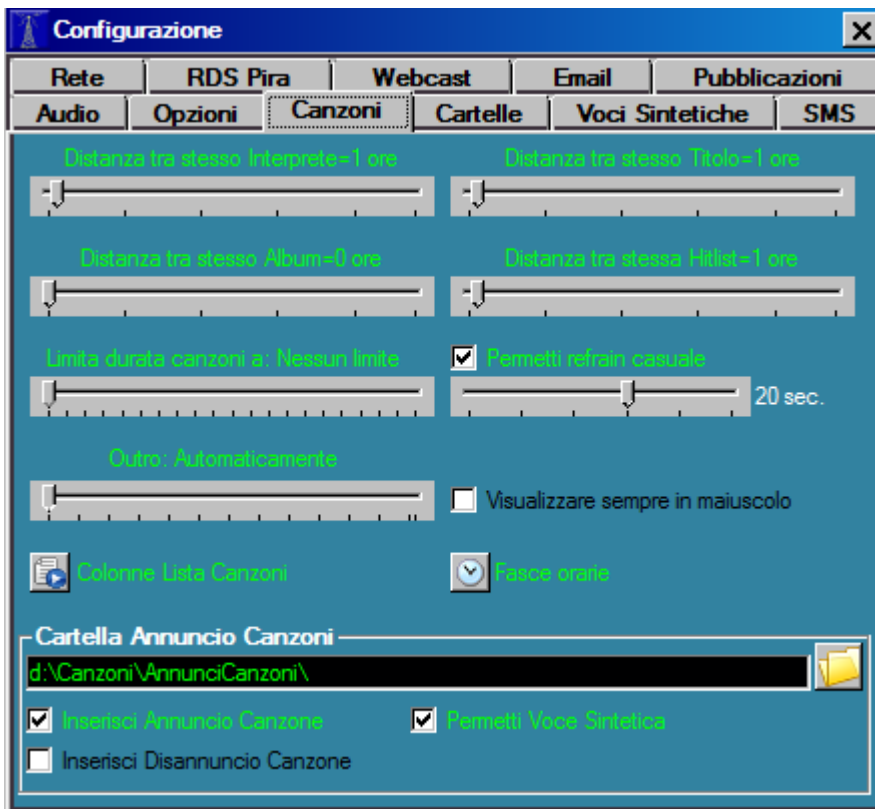 Configurazione
Rete RDS Pira Webcast Email Pubblicazioni
Audio Opzioni Canzoni Cartelle Voci Sintetiche SMS
Distanza tra stesso Interprete=1 ore Distanza tra stesso Titolo=1 ore
Distanza tra stesso Album=0 ore Distanza tra stessa Hitlist=1 ore
Limita durata canzoni a: Nessun limite Permetti refrain casuale
20 sec.
Outro: Automaticamente
Visualizzare sempre in maiuscolo
Colonne Lista Canzoni Fasce orarie
Cartella Annuncio Canzoni
d:\Canzoni\AnnunciCanzoni\
Inserisci Annuncio Canzone Permetti Voce Sintetica
Inserisci Disannuncio Canzone